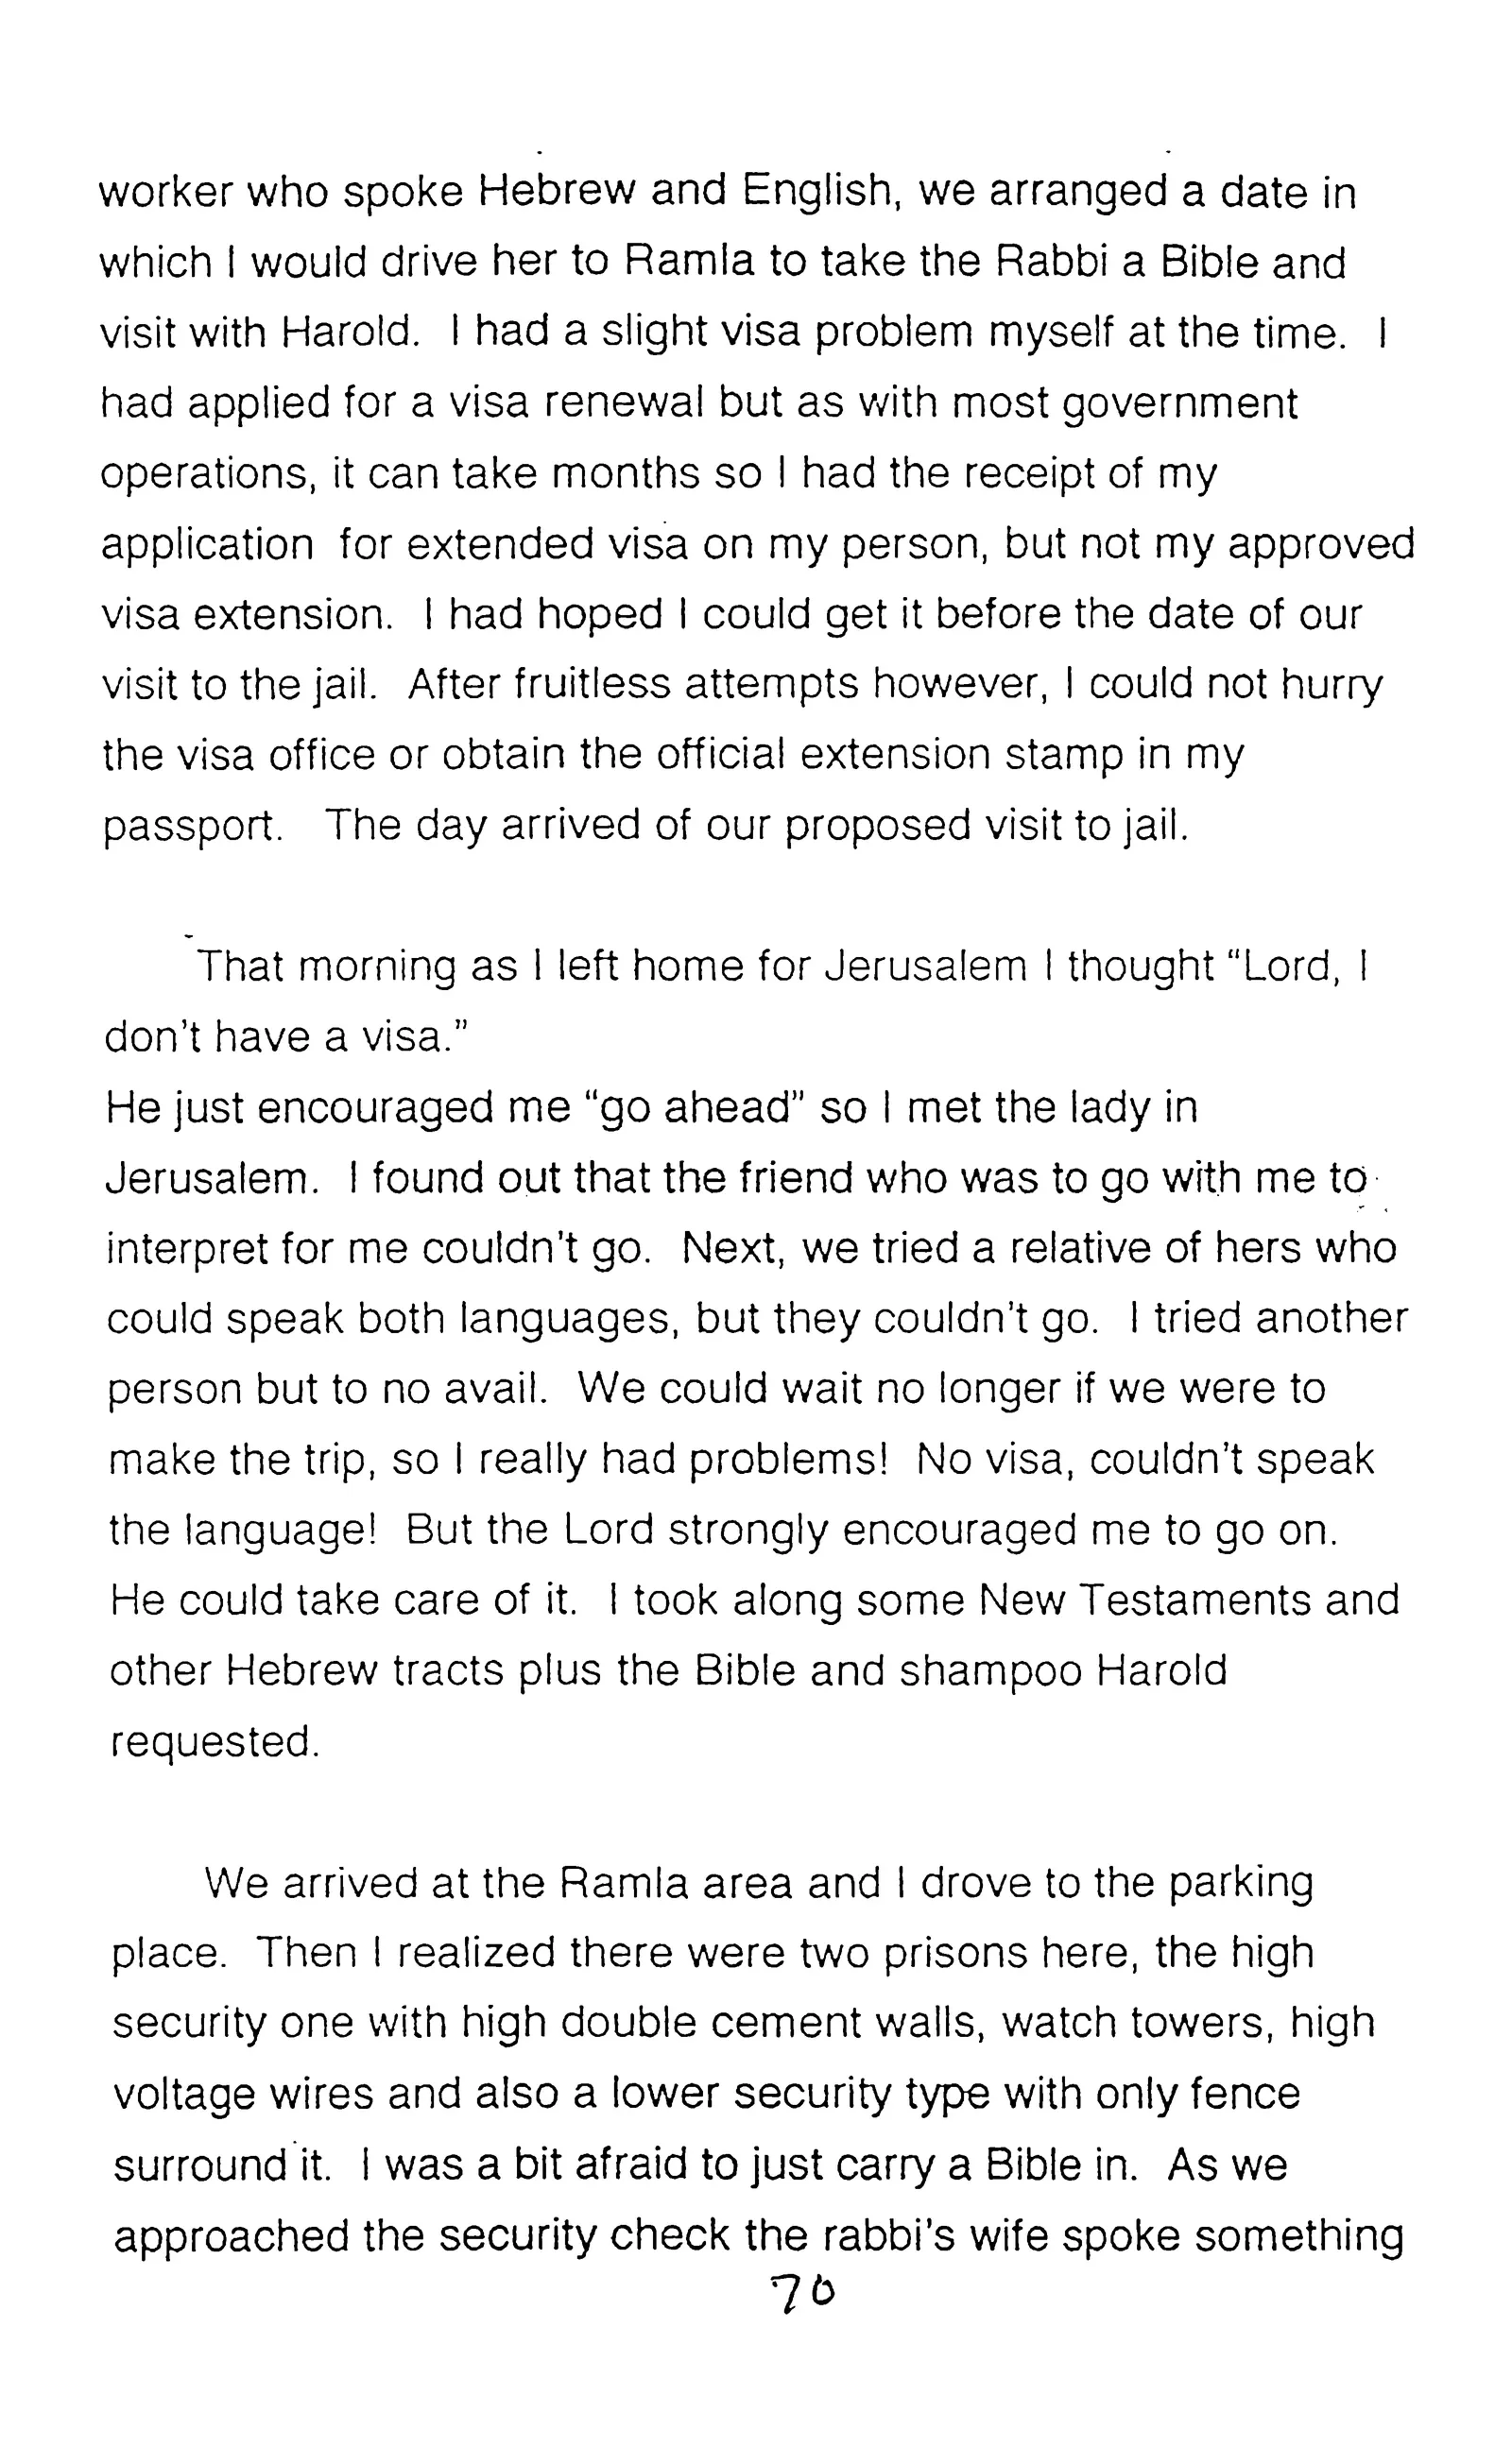 worker who spoke Hebrew and English, we arranged a date in
which I would drive her to Ramla to take the Rabbi a Bible and
visit with Harold. I had a slight visa problem myself at the time. I
had applied for a visa renewal but as with most government
operations, it can take months so I had the receipt of my
application for extended visa on my person, but not my approved
visa extension. I had hoped I could get it before the date of our
visit to the jail. After fruitless attempts however, I could not hurry
the visa office or obtain the official extension stamp in my
passport. The day arrived of our proposed visit to jail.
That morning as I left home for Jerusalem I thought "Lord, I
don't have a visa."
He just encouraged me "go ahead" so I met the lady in
Jerusalem. I found out that the friend who was to go with me to
interpret for me couldn't go. Next, we tried a relative of hers who
could speak both languages, but they couldn't go. I tried another
person but to no avail. We could wait no longer if we were to
make the trip, so I really had problems! No visa, couldn't speak
the language! But the Lord strongly encouraged me to go on.
He could take care of it. I took along some New Testaments and
other Hebrew tracts plus the Bible and shampoo Harold
requested.
We arrived at the Ramla area and I drove to the parking
place. Then I realized there were two prisons here, the high
security one with high double cement walls, watch towers, high
voltage wires and also a lower security type with only fence
surround it. I was a bit afraid to just carry a Bible in. As we
approached the security check the rabbi's wife spoke something
70